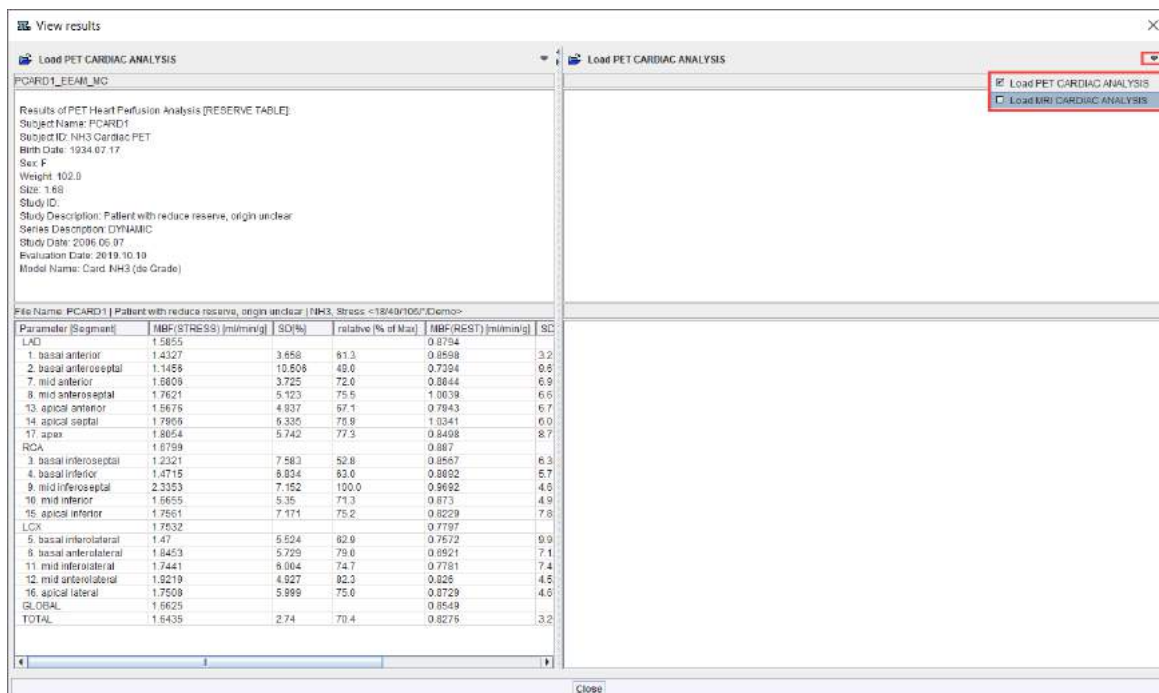 View results
Load PET CARDIAC ANALYSIS
Load PET CARDIAC ANALYSIS
Load PET CARDIAC ANALYSIS
Load MRI CARDIAC ANALYSIS
PCARD1_EEAM_MC
Results of PET Heart Perfusion Analysis [RESERVE TABLE]:
Subject Name: PCARD1
Subject ID: NH3 Cardiac PET
Birth Date: 1934.07.17
Sex: F
Weight: 102.0
Size: 1.68
Study ID:
Study Description: Patient with reduce reserve, origin unclear
Series Description: DYNAMIC
Study Date: 2006.06.07
Evaluation Date: 2019.10.10
Model Name: Card. NH3 (de Grado)
File Name: PCARD1 | Patient with reduce reserve, origin unclear | NH3, Stress <18/40/106/*/Demo>
Parameter [Segment] MBF(STRESS) [ml/min/g] SD[%] relative [% of Max] MBF(REST) [ml/min/g] SD
LAD 1.5855 0.8794
1. basal anterior 1.4327 3.658 61.3 0.8598 3.2
2. basal anteroseptal 1.1456 10.606 49.0 0.7394 9.6
7. mid anterior 1.6806 3.725 72.0 0.8844 6.9
8. mid anteroseptal 1.7621 5.123 75.5 1.0039 6.6
13. apical anterior 1.5676 4.937 67.1 0.7943 6.7
14. apical septal 1.7966 6.335 76.9 1.0341 6.0
17. apex 1.8054 5.742 77.3 0.8498 8.7
RCA 1.6799 0.887
3. basal inferoseptal 1.2321 7.583 52.8 0.8567 6.3
4. basal inferior 1.4715 6.834 63.0 0.8892 5.7
9. mid inferoseptal 2.3353 7.152 100.0 0.9692 4.6
10. mid inferior 1.6655 5.35 71.3 0.873 4.9
15. apical inferior 1.7561 7.171 75.2 0.8229 7.8
LCX 1.7532 0.7797
5. basal inferolateral 1.47 5.524 62.9 0.7572 9.9
6. basal anterolateral 1.8453 5.729 79.0 0.6921 7.1
11. mid inferolateral 1.7441 6.004 74.7 0.7781 7.4
12. mid anterolateral 1.9219 4.927 82.3 0.826 4.5
16. apical lateral 1.7508 5.999 75.0 0.8729 4.6
GLOBAL 1.6625 0.8549
TOTAL 1.6435 2.74 70.4 0.8276 3.2
Close